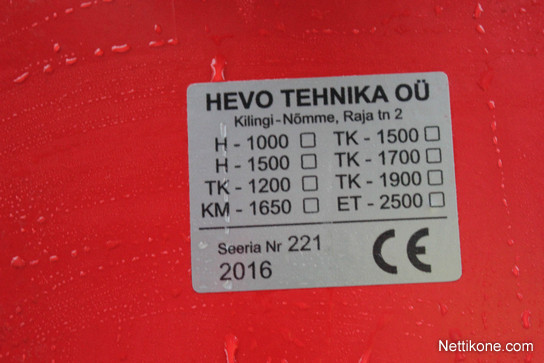 HEVO TEHNIKA OÜ
Kilingi-Nõmme, Raja tn 2
H - 1000 ☐ TK - 1500 ☐
H - 1500 ☐ TK - 1700 ☐
TK - 1200 ☐ TK - 1900 ☐
KM - 1650 ☐ ET - 2500 ☐
Seeria Nr 221
2016
CE
Nettikone.com